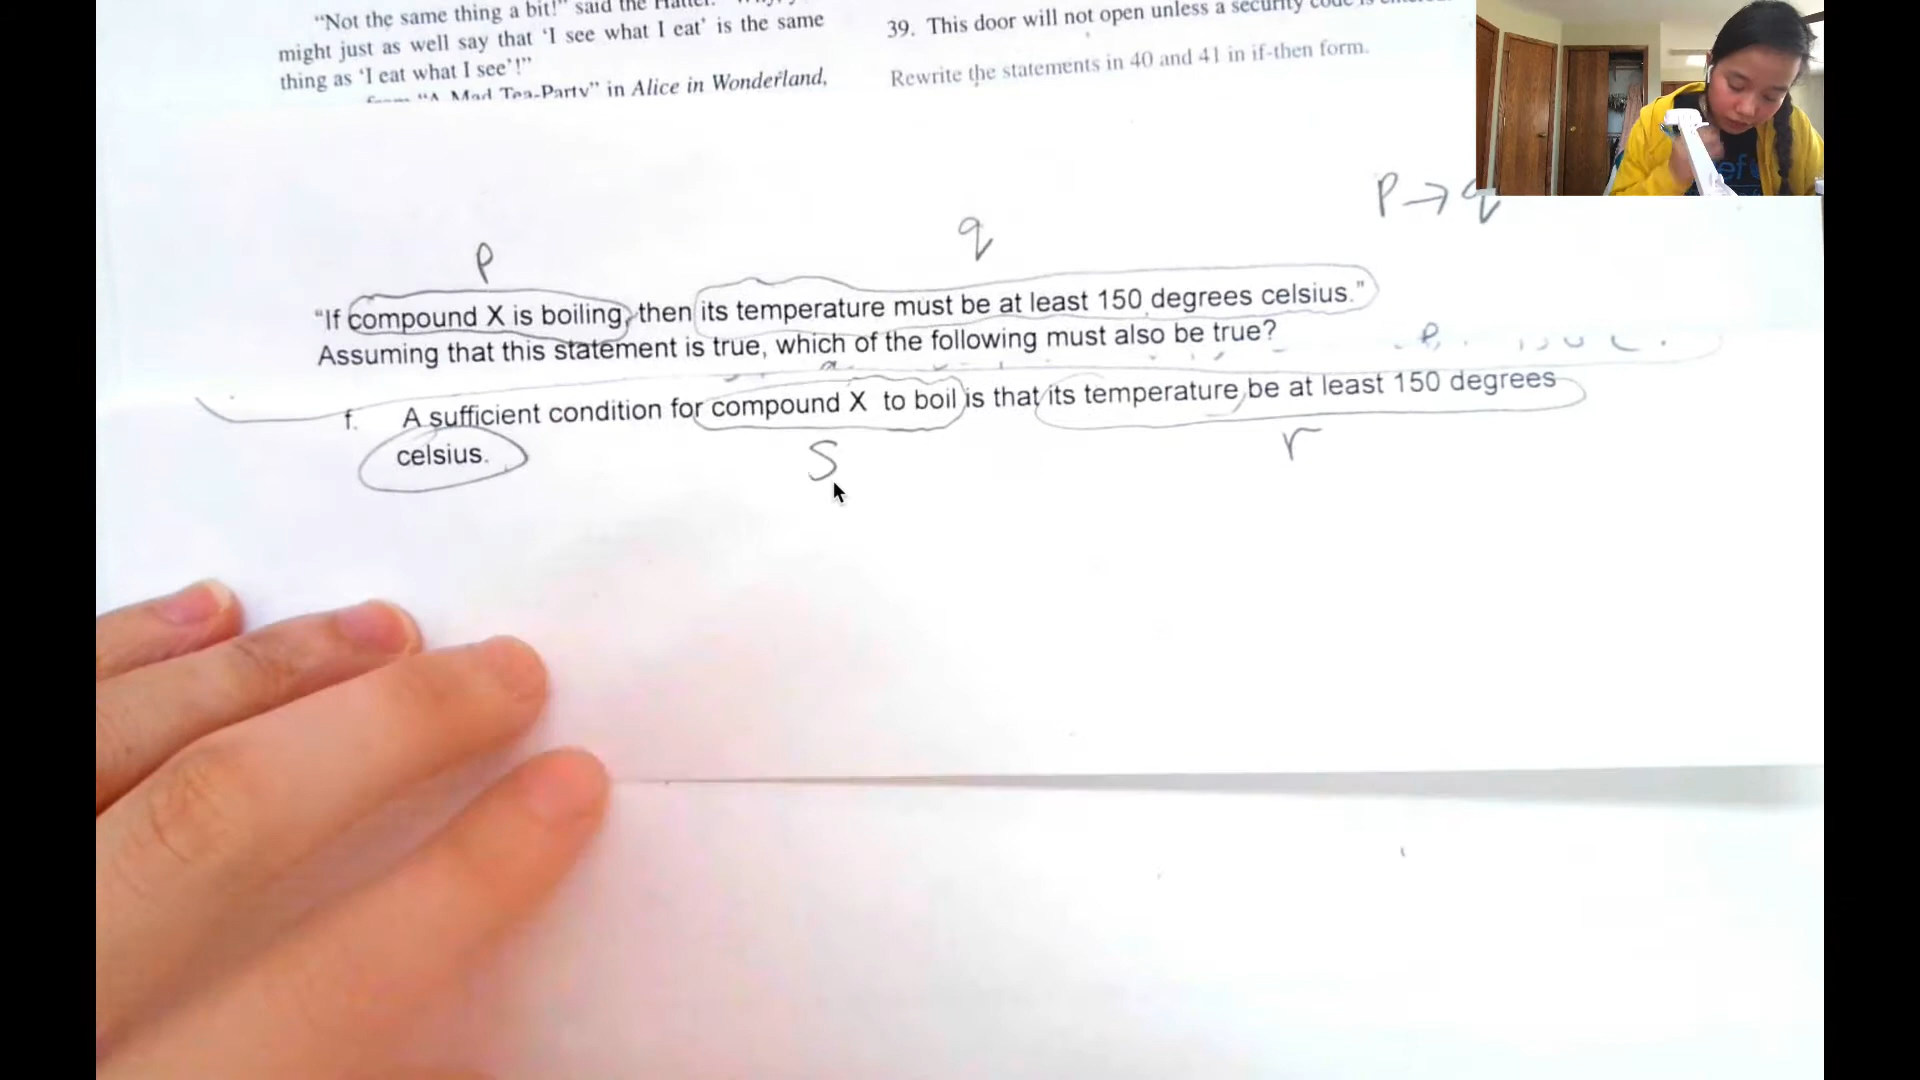 "Not the same thing a bit!" said the Hatter.
might just as well say that 'I see what I eat' is the same
thing as 'I eat what I see'!"
"A Mad Tea-Party" in Alice in Wonderland,
39. This door will not open unless a security code is
Rewrite the statements in 40 and 41 in if-then form.
p → q
p
q
"If compound X is boiling, then its temperature must be at least 150 degrees celsius."
Assuming that this statement is true, which of the following must also be true?
f. A sufficient condition for compound X to boil is that its temperature be at least 150 degrees
celsius.
s
r